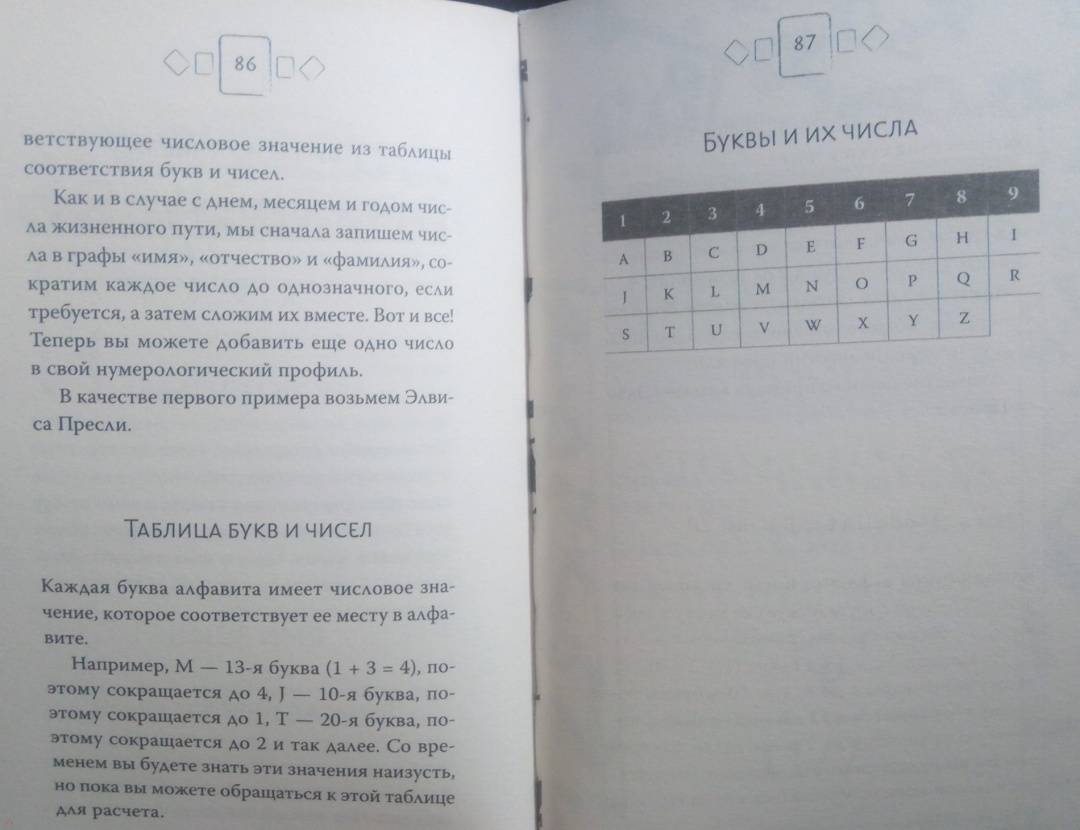 86
ветствующее числовое значение из таблицы
соответствия букв и чисел.
Как и в случае с днем, месяцем и годом чис-
ла жизненного пути, мы сначала запишем чис-
ла в графы «имя», «отчество» и «фамилия», со-
кратим каждое число до однозначного, если
требуется, а затем сложим их вместе. Вот и все!
Теперь вы можете добавить еще одно число
в свой нумерологический профиль.
В качестве первого примера возьмем Элви-
са Пресли.
Таблица букв и чисел
Каждая буква алфавита имеет числовое зна-
чение, которое соответствует ее месту в алфа-
вите.
Например, M — 13-я буква (1 + 3 = 4), по-
этому сокращается до 4, J — 10-я буква, по-
этому сокращается до 1, T — 20-я буква, по-
этому сокращается до 2 и так далее. Со вре-
менем вы будете знать эти значения наизусть,
но пока вы можете обращаться к этой таблице
для расчета.
87
Буквы и их числа
1 2 3 4 5 6 7 8 9
A B C D E F G H I
J K L M N O P Q R
S T U V W X Y Z